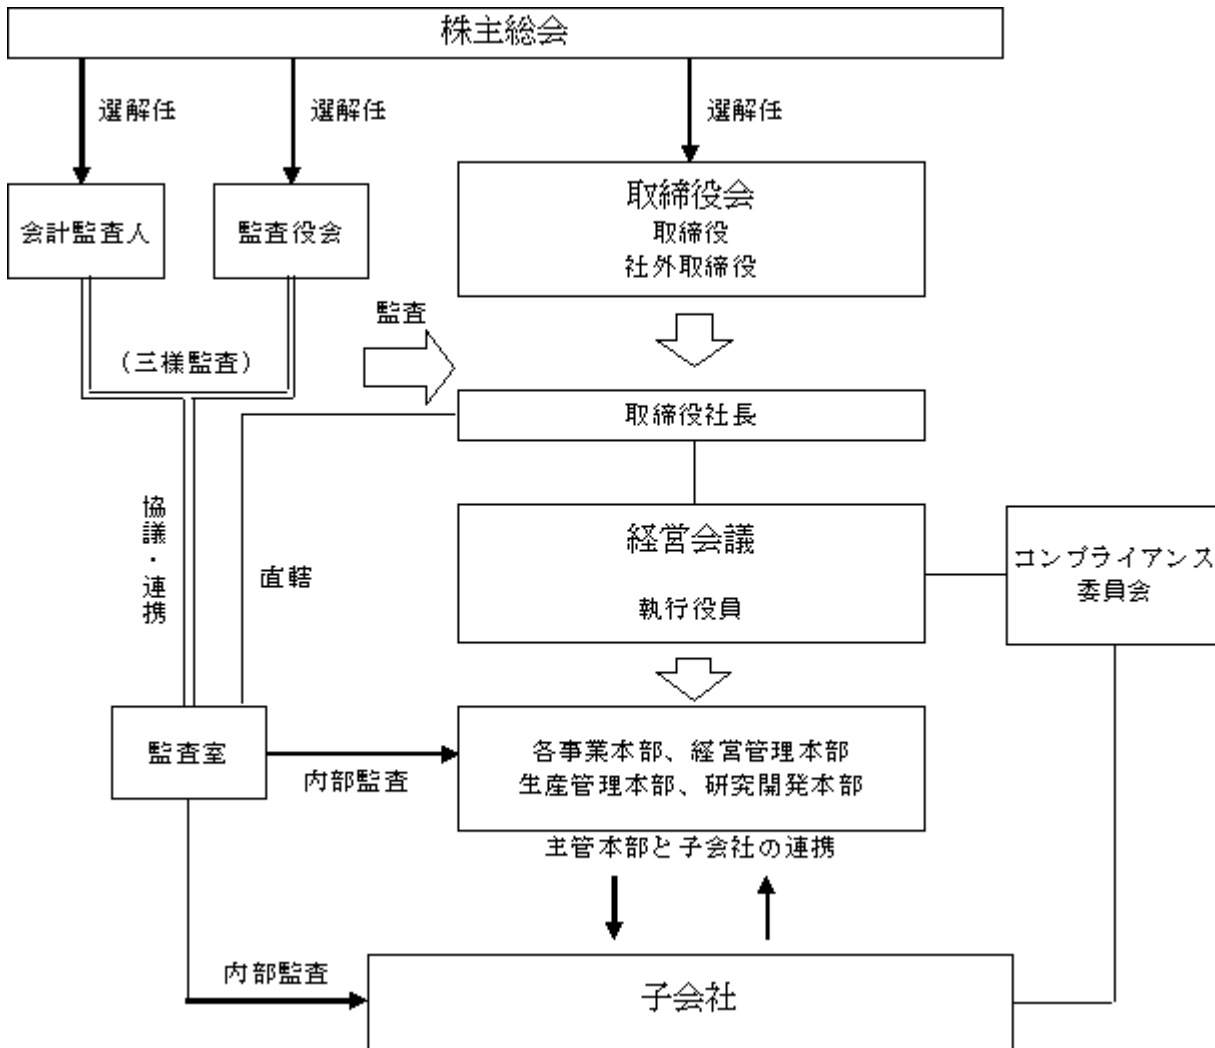 株主総会
選解任
選解任
選解任
会計監査人
監査役会
取締役会
取締役
社外取締役
監査
(三様監査)
取締役社長
協議・連携
直轄
経営会議
執行役員
コンプライアンス
委員会
監査室
内部監査
各事業本部、経営管理本部
生産管理本部、研究開発本部
主管本部と子会社の連携
内部監査
子会社